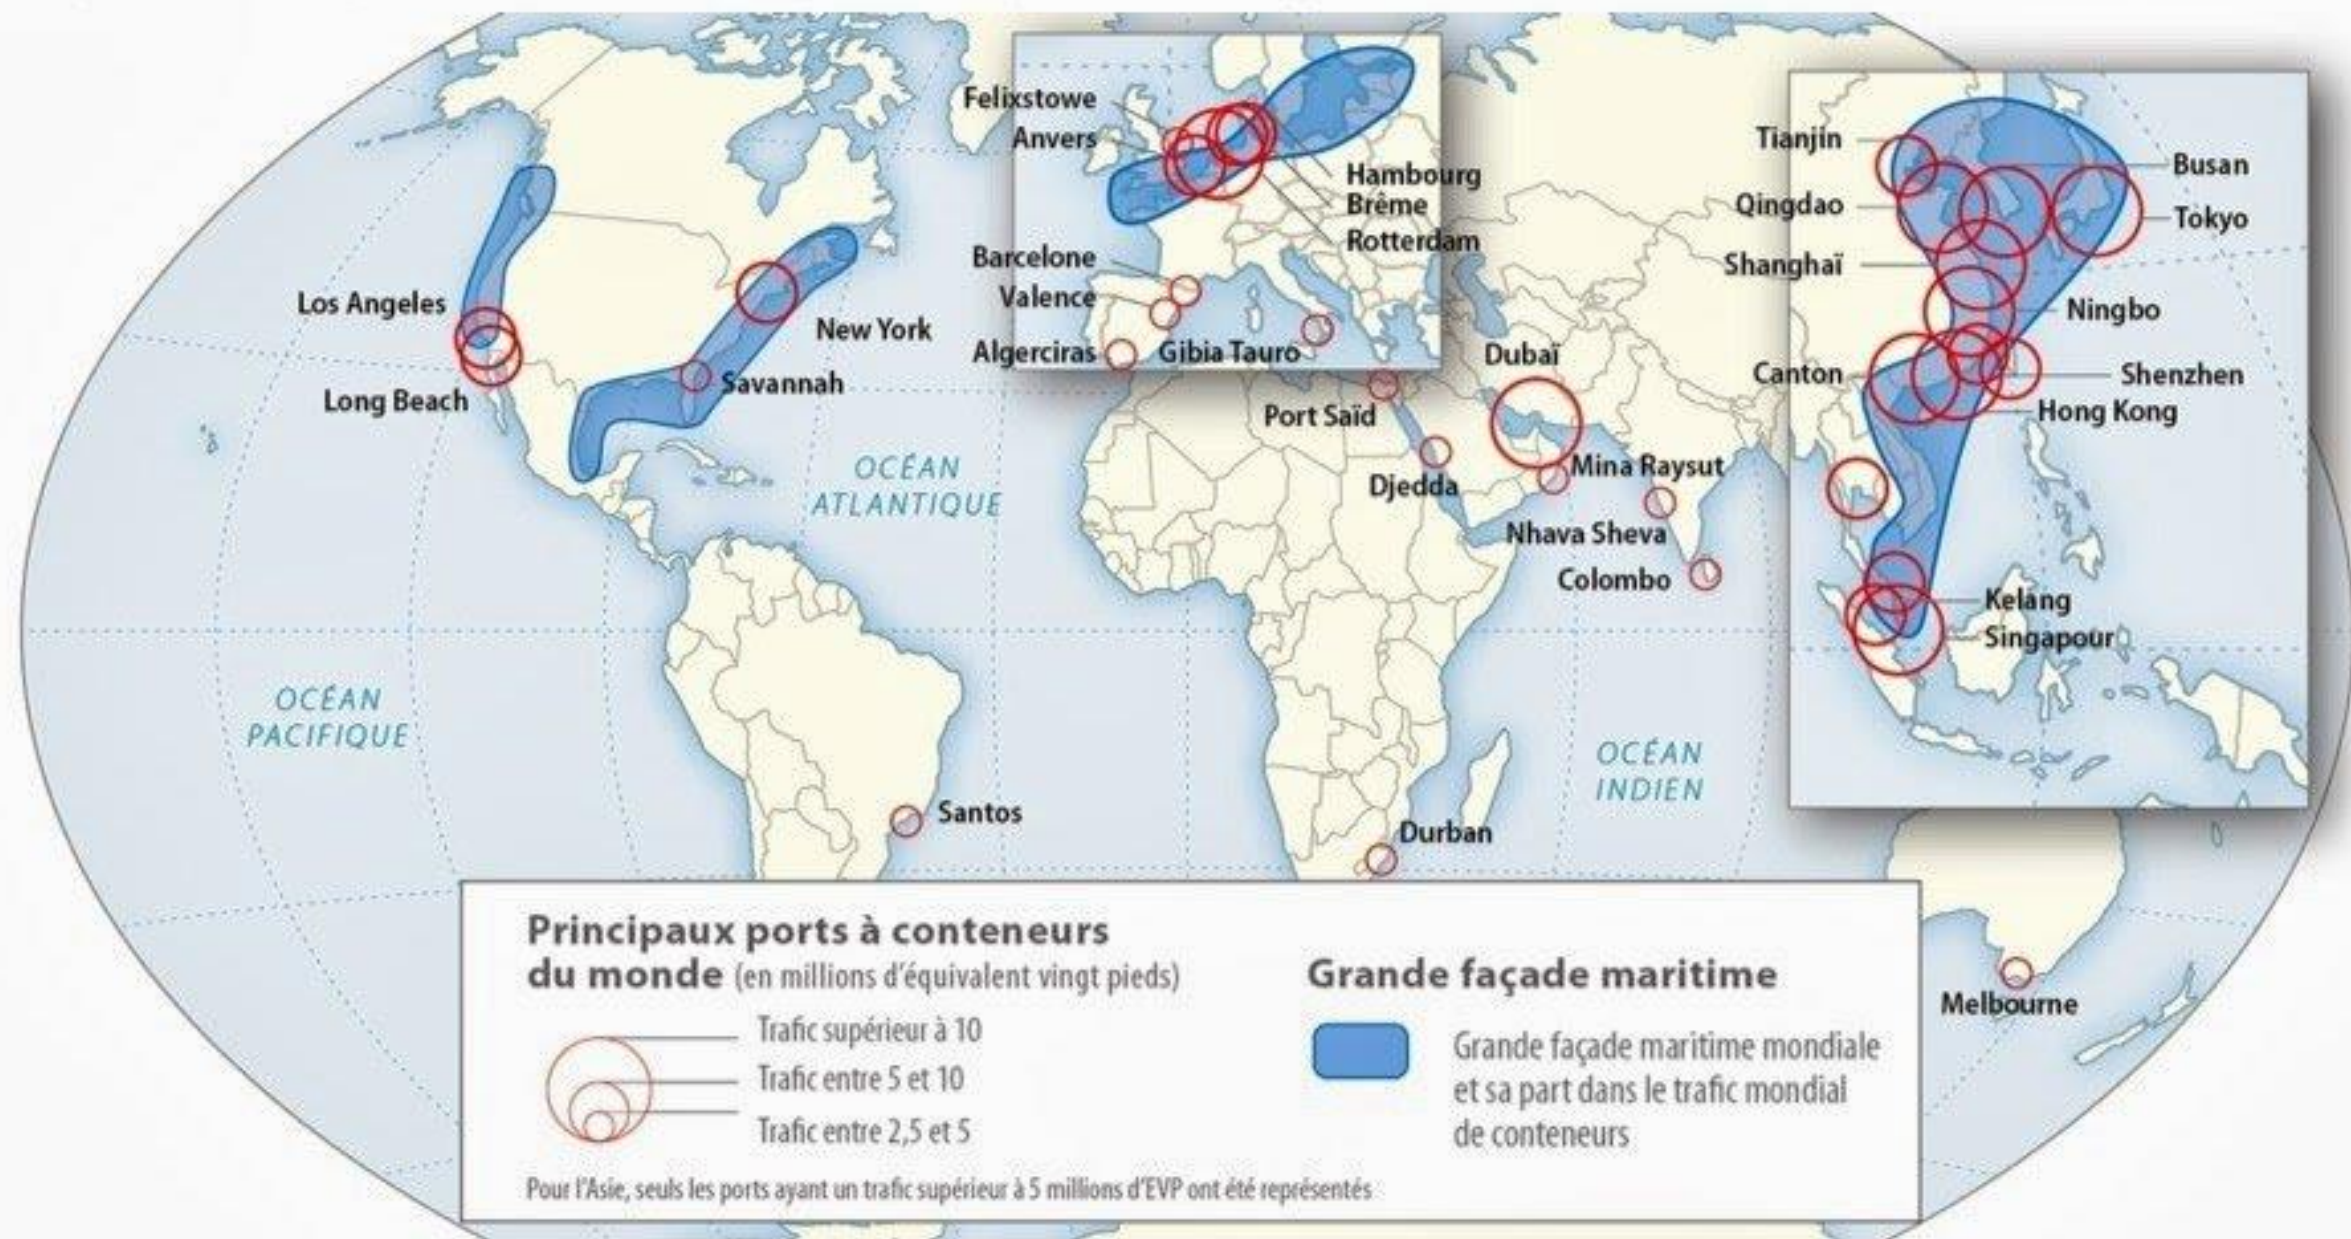 Felixstowe
Anvers
Hambourg
Brême
Rotterdam
Barcelone
Valence
Algerciras
Gibia Tauro
Tianjin
Busan
Qingdao
Tokyo
Shanghaï
Ningbo
Canton
Shenzhen
Hong Kong
Kelang
Singapour
Los Angeles
Long Beach
New York
Savannah
OCÉAN
ATLANTIQUE
Dubaï
Port Saïd
Djedda
Mina Raysut
Nhava Sheva
Colombo
OCÉAN
PACIFIQUE
OCÉAN
INDIEN
Santos
Durban
Melbourne
Principaux ports à conteneurs
du monde (en millions d'équivalent vingt pieds)
Trafic supérieur à 10
Trafic entre 5 et 10
Trafic entre 2,5 et 5
Grande façade maritime
Grande façade maritime mondiale
et sa part dans le trafic mondial
de conteneurs
Pour l'Asie, seuls les ports ayant un trafic supérieur à 5 millions d'EVP ont été représentés